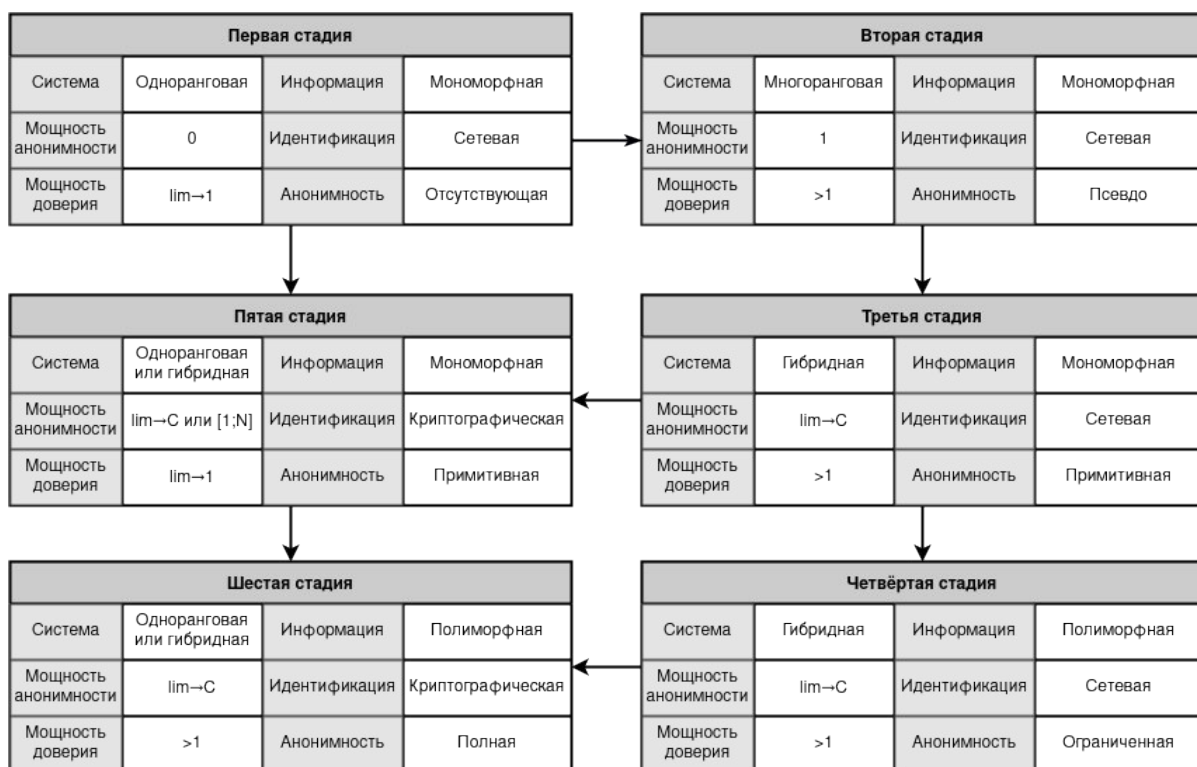 Первая стадия
Система Одноранговая Информация Мономорфная
Мощность анонимности 0 Идентификация Сетевая
Мощность доверия lim→1 Анонимность Отсутствующая
Вторая стадия
Система Многоранговая Информация Мономорфная
Мощность анонимности 1 Идентификация Сетевая
Мощность доверия >1 Анонимность Псевдо
Пятая стадия
Система Одноранговая или гибридная Информация Мономорфная
Мощность анонимности lim→C или [1;N] Идентификация Криптографическая
Мощность доверия lim→1 Анонимность Примитивная
Третья стадия
Система Гибридная Информация Мономорфная
Мощность анонимности lim→C Идентификация Сетевая
Мощность доверия >1 Анонимность Примитивная
Шестая стадия
Система Одноранговая или гибридная Информация Полиморфная
Мощность анонимности lim→C Идентификация Криптографическая
Мощность доверия >1 Анонимность Полная
Четвёртая стадия
Система Гибридная Информация Полиморфная
Мощность анонимности lim→C Идентификация Сетевая
Мощность доверия >1 Анонимность Ограниченная